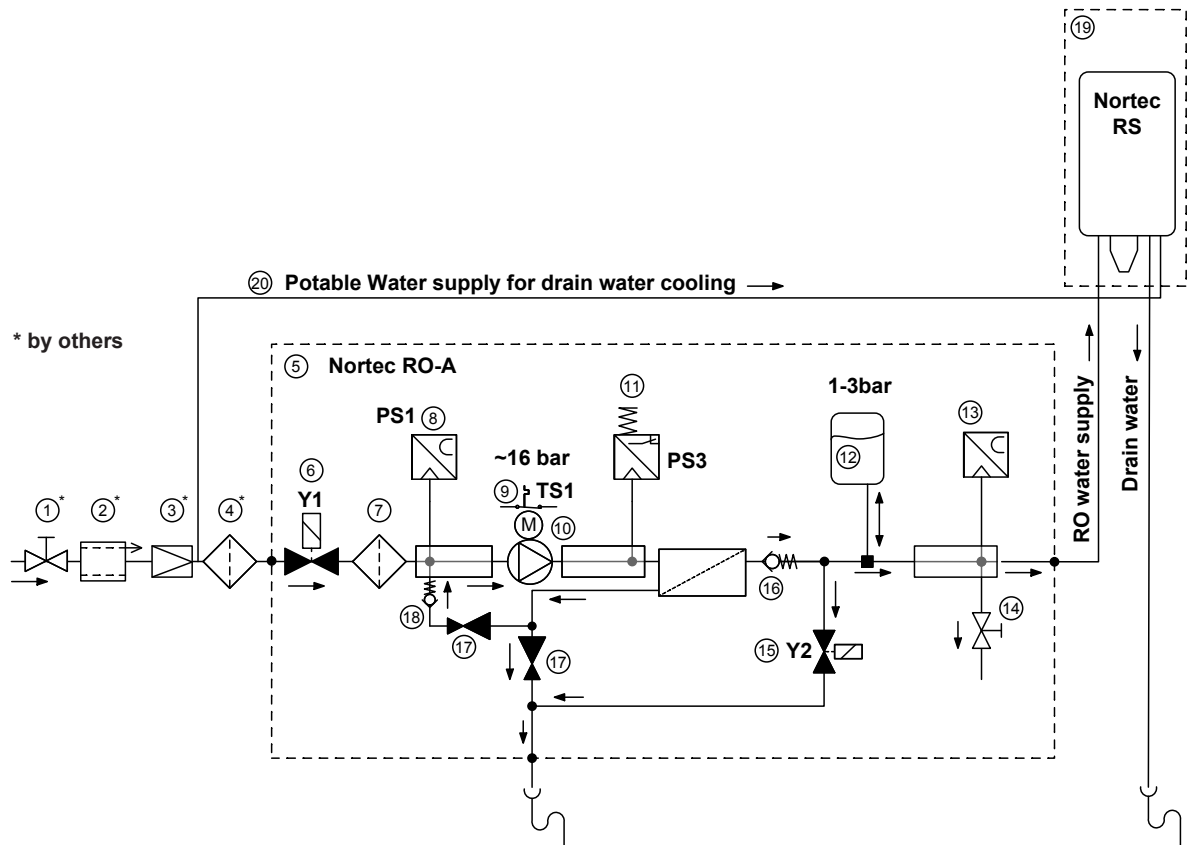 19
Nortec
RS
20 Potable Water supply for drain water cooling
* by others
5 Nortec RO-A
RO water supply
Drain water
PS1 8
11
1-3bar
13
~16 bar
PS3
12
6
Y1
9 TS1
M
10
1*
2*
3*
4*
7
18
17
17
16
15 Y2
14